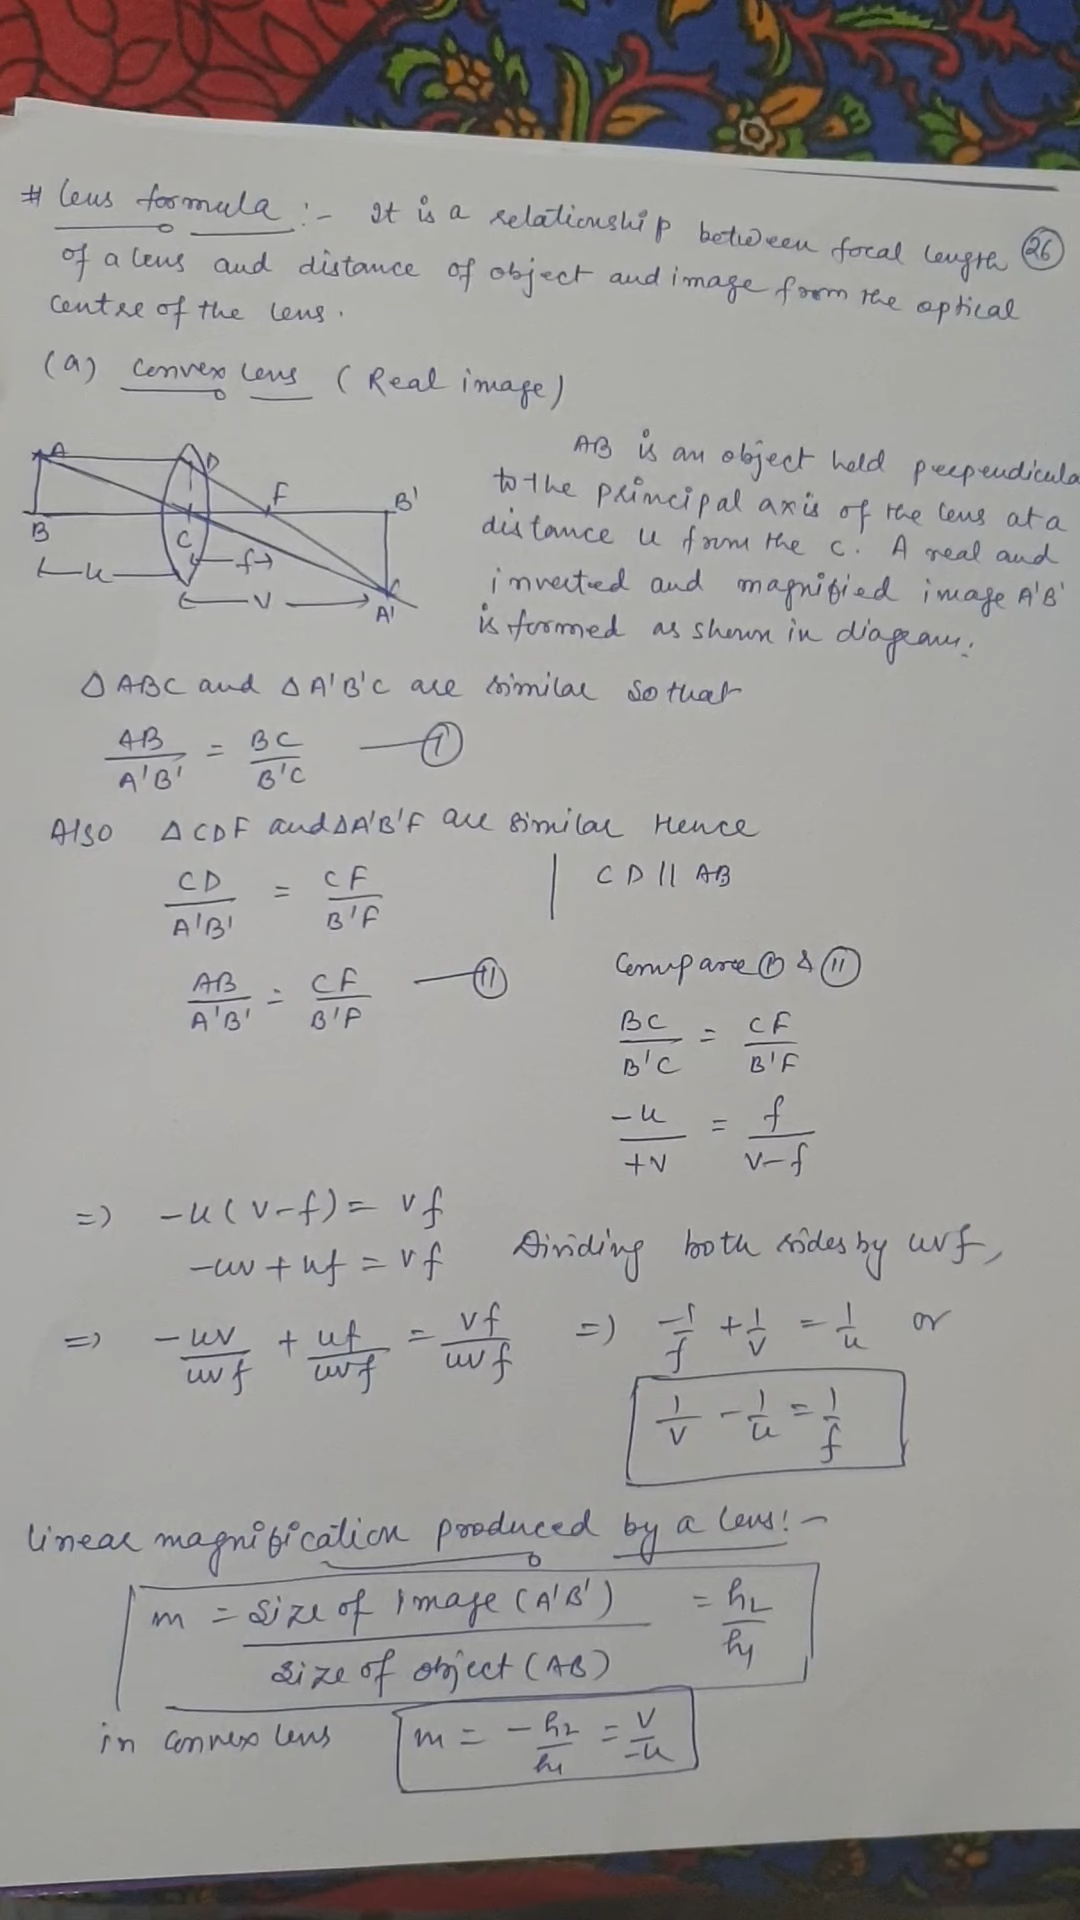 # Lens formula :- It is a relationship between focal length (26)
of a lens and distance of object and image from the optical
centre of the lens.
(a) Convex lens (Real image)
A
D
F
B'
B
C
u
f
v
A'
AB is an object held perpendicula
to the principal axis of the lens at a
distance u from the C. A real and
inverted and magnified image A'B'
is formed as shown in diagram.
Δ ABC and Δ A'B'C are similar so that
AB/A'B' = BC/B'C — (I)
Also Δ CDF and Δ A'B'F are similar Hence
CD/A'B' = CF/B'F | CD || AB
AB/A'B' = CF/B'F — (II)
Compare (I) & (II)
BC/B'C = CF/B'F
-u/+v = f/v-f
=) -u(v-f) = vf
-uv + uf = vf Dividing both sides by uvf,
=) -uv/uvf + uf/uvf = vf/uvf =) -1/f + 1/v = 1/u or
1/v - 1/u = 1/f
Linear magnification produced by a lens:-
m = Size of Image (A'B')/Size of object (AB) = h2/h1
in convex lens m = -h2/h1 = v/-u